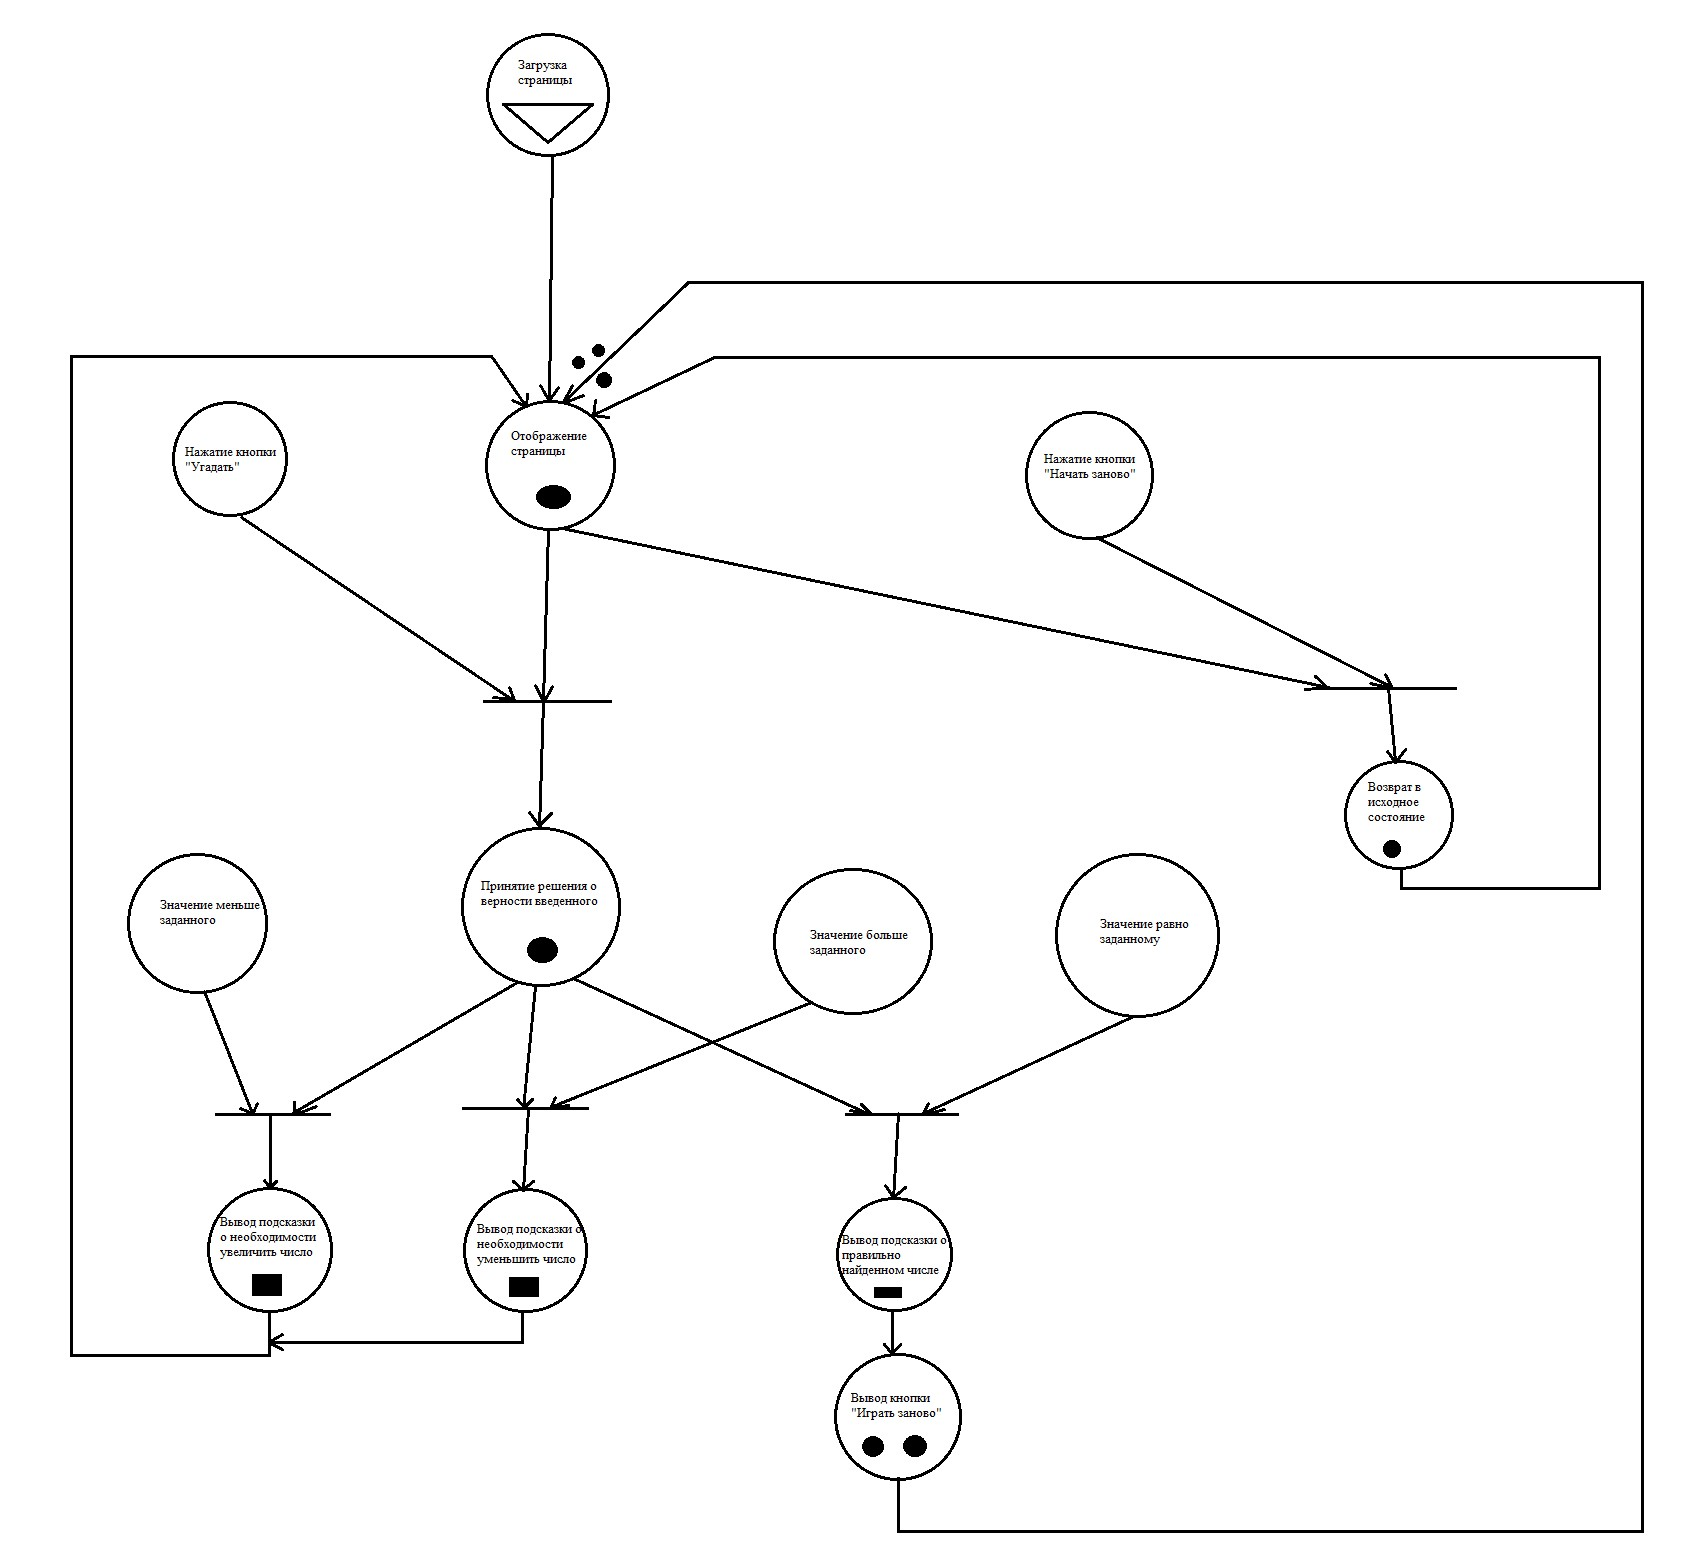 Загрузка
страницы
Отображение
страницы
Нажатие кнопки
"Угадать"
Нажатие кнопки
"Начать заново"
Возврат в
исходное
состояние
Значение меньше
заданного
Принятие решения о
верности введенного
Значение больше
заданного
Значение равно
заданному
Вывод подсказки
о необходимости
увеличить число
Вывод подсказки о
необходимости
уменьшить число
Вывод подсказки о
правильно
найденном числе
Вывод кнопки
"Играть заново"